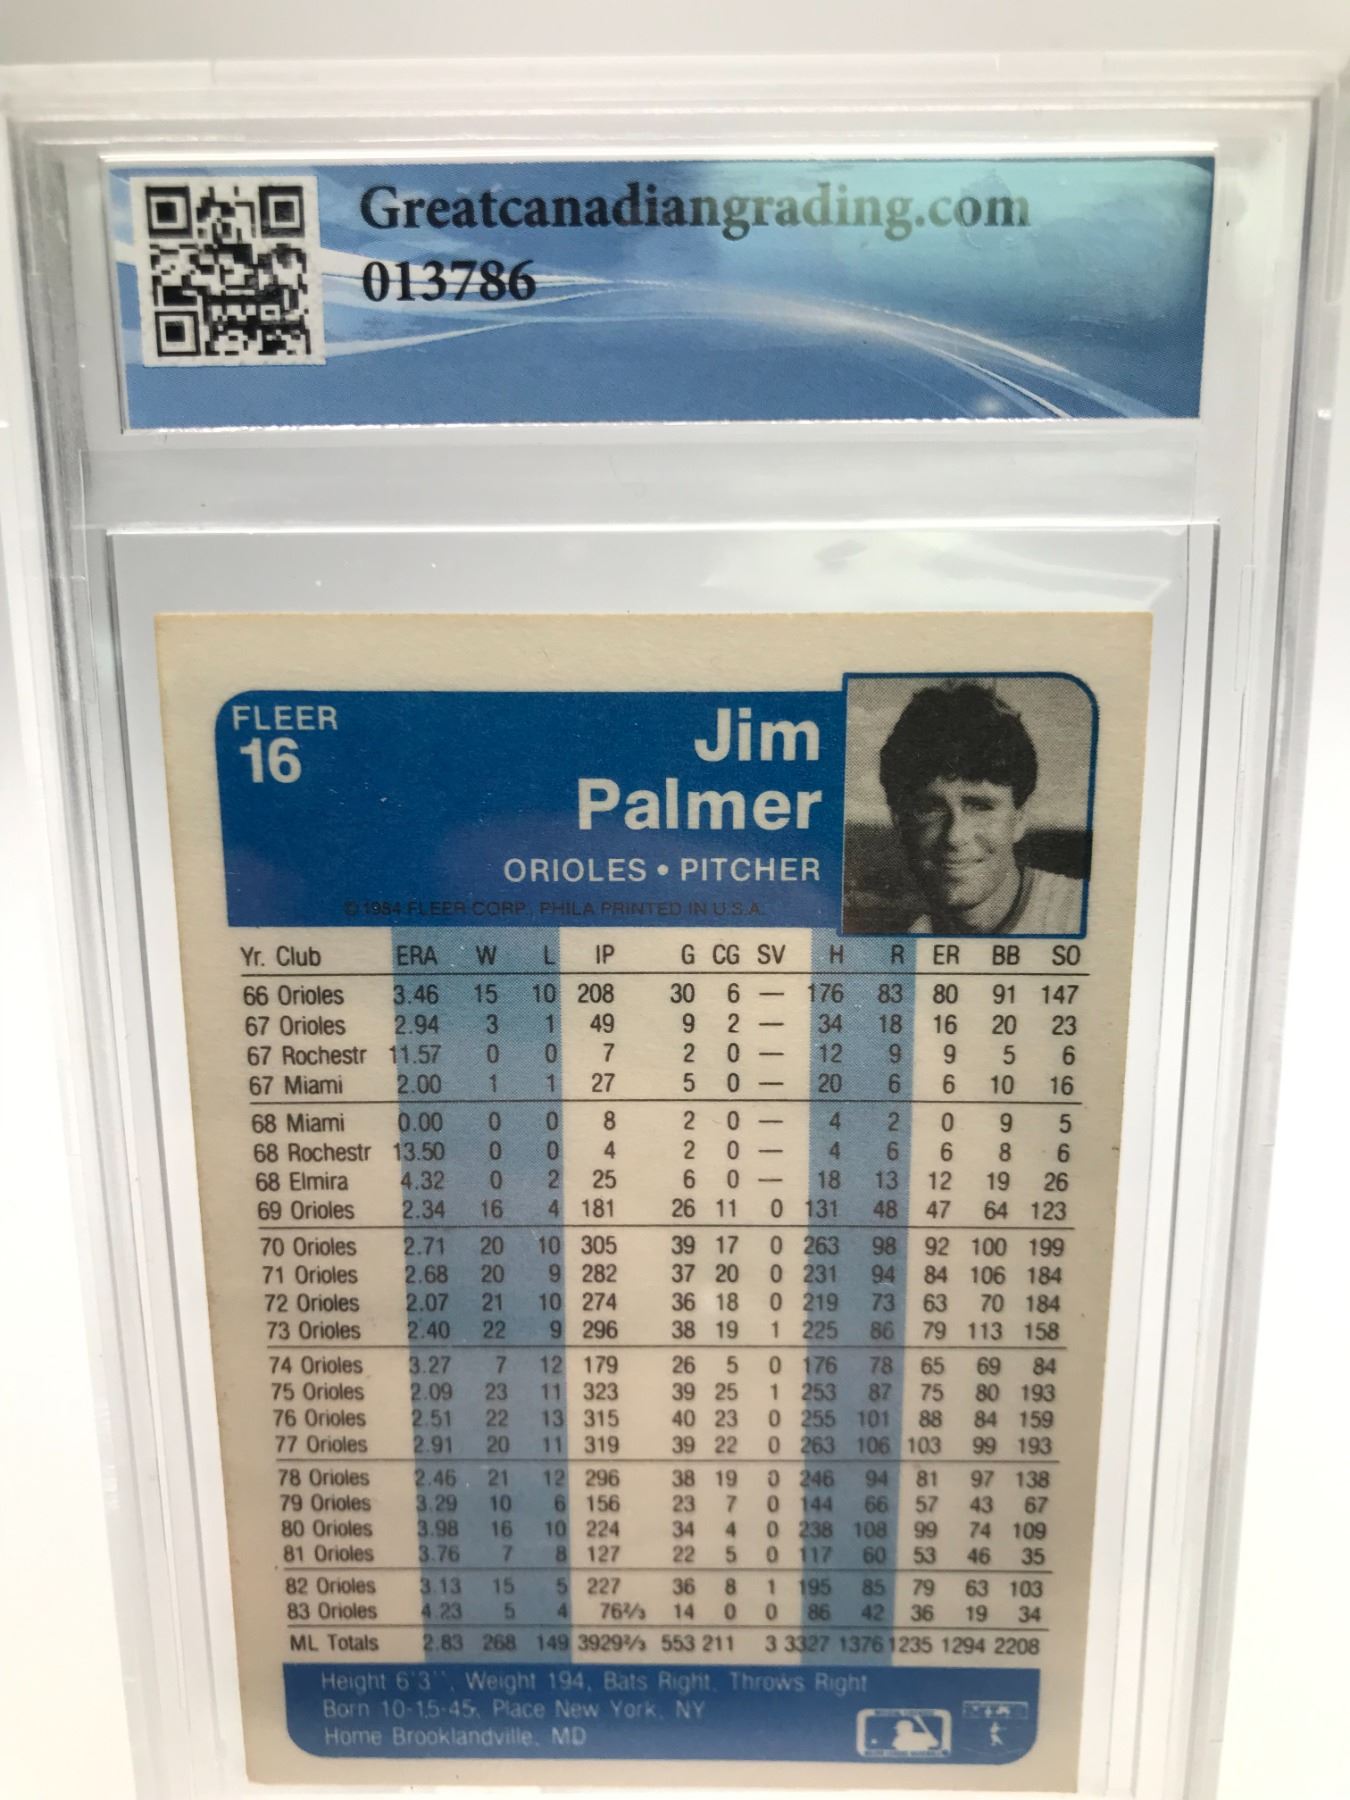 Greatcanadiangrading.com
013786
FLEER
16
Jim
Palmer
ORIOLES • PITCHER
© 1984 FLEER CORP., PHILA PRINTED IN U.S.A.
Yr. Club ERA W L IP G CG SV H R ER BB SO
66 Orioles 3.46 15 10 208 30 6 — 176 83 80 91 147
67 Orioles 2.94 3 1 49 9 2 — 34 18 16 20 23
67 Rochestr 11.57 0 0 7 2 0 — 12 9 9 5 6
67 Miami 2.00 1 1 27 5 0 — 20 6 6 10 16
68 Miami 0.00 0 0 8 2 0 — 4 2 0 9 5
68 Rochestr 13.50 0 0 4 2 0 — 4 6 6 8 6
68 Elmira 4.32 0 2 25 6 0 — 18 13 12 19 26
69 Orioles 2.34 16 4 181 26 11 0 131 48 47 64 123
70 Orioles 2.71 20 10 305 39 17 0 263 98 92 100 199
71 Orioles 2.68 20 9 282 37 20 0 231 94 84 106 184
72 Orioles 2.07 21 10 274 36 18 0 219 73 63 70 184
73 Orioles 2.40 22 9 296 38 19 1 225 86 79 113 158
74 Orioles 3.27 7 12 179 26 5 0 176 78 65 69 84
75 Orioles 2.09 23 11 323 39 25 1 253 87 75 80 193
76 Orioles 2.51 22 13 315 40 23 0 255 101 88 84 159
77 Orioles 2.91 20 11 319 39 22 0 263 106 103 99 193
78 Orioles 2.46 21 12 296 38 19 0 246 94 81 97 138
79 Orioles 3.29 10 6 156 23 7 0 144 66 57 43 67
80 Orioles 3.98 16 10 224 34 4 0 238 108 99 74 109
81 Orioles 3.76 7 8 127 22 5 0 117 60 53 46 35
82 Orioles 3.13 15 5 227 36 8 1 195 85 79 63 103
83 Orioles 4.23 5 4 76⅔ 14 0 0 86 42 36 19 34
ML Totals 2.83 268 149 3929⅔ 553 211 3 3327 1376 1235 1294 2208
Height 6'3'', Weight 194, Bats Right, Throws Right
Born 10-15-45, Place New York, NY
Home Brooklandville, MD